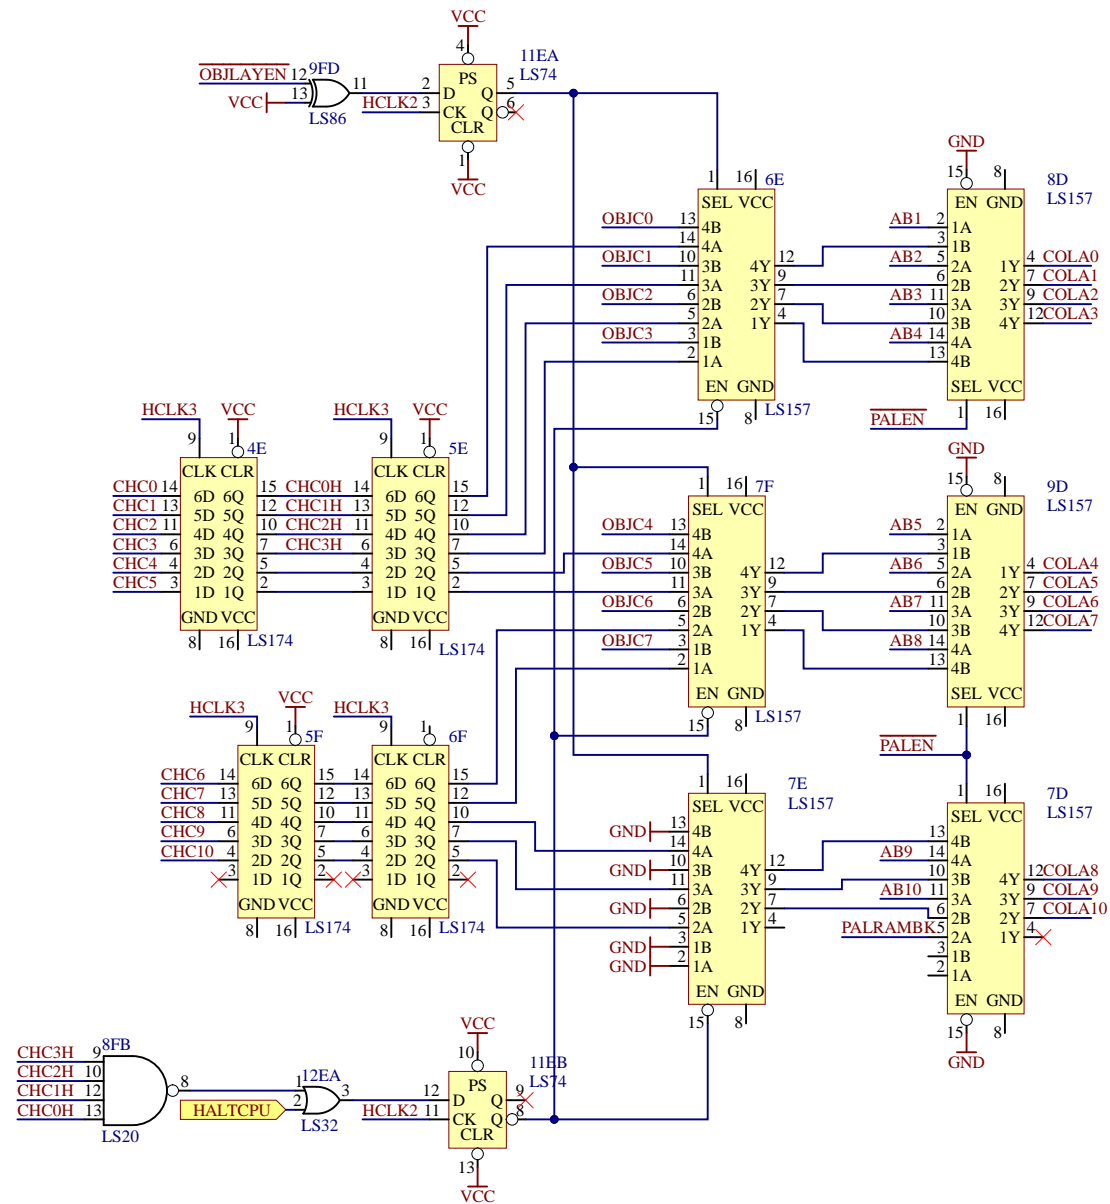 VCC
4
11EA
LS74
OBJLAYEN 12
9FD
11
VCC 13
LS86
2 D PS Q 5
HCLK2 3 CK Q 6
CLR
1
VCC
1 16 6E
SEL VCC
OBJC0 13 4B
14 4A
OBJC1 10 3B 4Y 12
11 3A 3Y 9
OBJC2 6 2B 2Y 7
5 2A 1Y 4
OBJC3 3 1B
2 1A
EN GND
15 8 LS157
GND
15 8 8D
LS157
EN GND
AB1 2 1A
3 1B
AB2 5 2A 1Y 4 COLA0
6 2B 2Y 7 COLA1
AB3 11 3A 3Y 9 COLA2
10 3B 4Y 12 COLA3
AB4 14 4A
13 4B
SEL VCC
PALEN 1 16
HCLK3 VCC
9 1 4E
CLK CLR
CHC0 14 6D 6Q 15 CHC0H
CHC1 13 5D 5Q 12 CHC1H
CHC2 11 4D 4Q 10 CHC2H
CHC3 6 3D 3Q 7 CHC3H
CHC4 4 2D 2Q 5
CHC5 3 1D 1Q 2
GND VCC
8 16 LS174
HCLK3 VCC
9 1 5E
CLK CLR
14 6D 6Q 15
13 5D 5Q 12
11 4D 4Q 10
6 3D 3Q 7
4 2D 2Q 5
3 1D 1Q 2
GND VCC
8 16 LS174
1 16 7F
SEL VCC
OBJC4 13 4B
14 4A
OBJC5 10 3B 4Y 12
11 3A 3Y 9
OBJC6 6 2B 2Y 7
5 2A 1Y 4
OBJC7 3 1B
2 1A
EN GND
15 8 LS157
GND
15 8 9D
LS157
EN GND
AB5 2 1A
3 1B
AB6 5 2A 1Y 4 COLA4
6 2B 2Y 7 COLA5
AB7 11 3A 3Y 9 COLA6
10 3B 4Y 12 COLA7
AB8 14 4A
13 4B
SEL VCC
1 16
PALEN
HCLK3 VCC
9 1 5F
CLK CLR
CHC6 14 6D 6Q 15
CHC7 13 5D 5Q 12
CHC8 11 4D 4Q 10
CHC9 6 3D 3Q 7
CHC10 4 2D 2Q 5
3 1D 1Q 2
GND VCC
8 16 LS174
HCLK3
9 1 6F
CLK CLR
14 6D 6Q 15
13 5D 5Q 12
11 4D 4Q 10
6 3D 3Q 7
4 2D 2Q 5
3 1D 1Q 2
GND VCC
8 16 LS174
1 16 7E
LS157
SEL VCC
GND 13 4B
14 4A
GND 10 3B 4Y 12
11 3A 3Y 9
GND 6 2B 2Y 7
5 2A 1Y 4
GND 3 1B
GND 2 1A
EN GND
15 8
1 16 7D
LS157
SEL VCC
13 4B
AB9 14 4A
10 3B 4Y 12 COLA8
AB10 11 3A 3Y 9 COLA9
6 2B 2Y 7 COLA10
PALRAMBK 5 2A 1Y 4
3 1B
2 1A
EN GND
15 8
GND
8FB
CHC3H 9
CHC2H 10 8
CHC1H 12
CHC0H 13
LS20
HALTCPU
12EA
1
2 3
LS32
VCC
10 11EB
LS74
12 D PS Q 9
HCLK2 11 CK Q 8
CLR
13
VCC